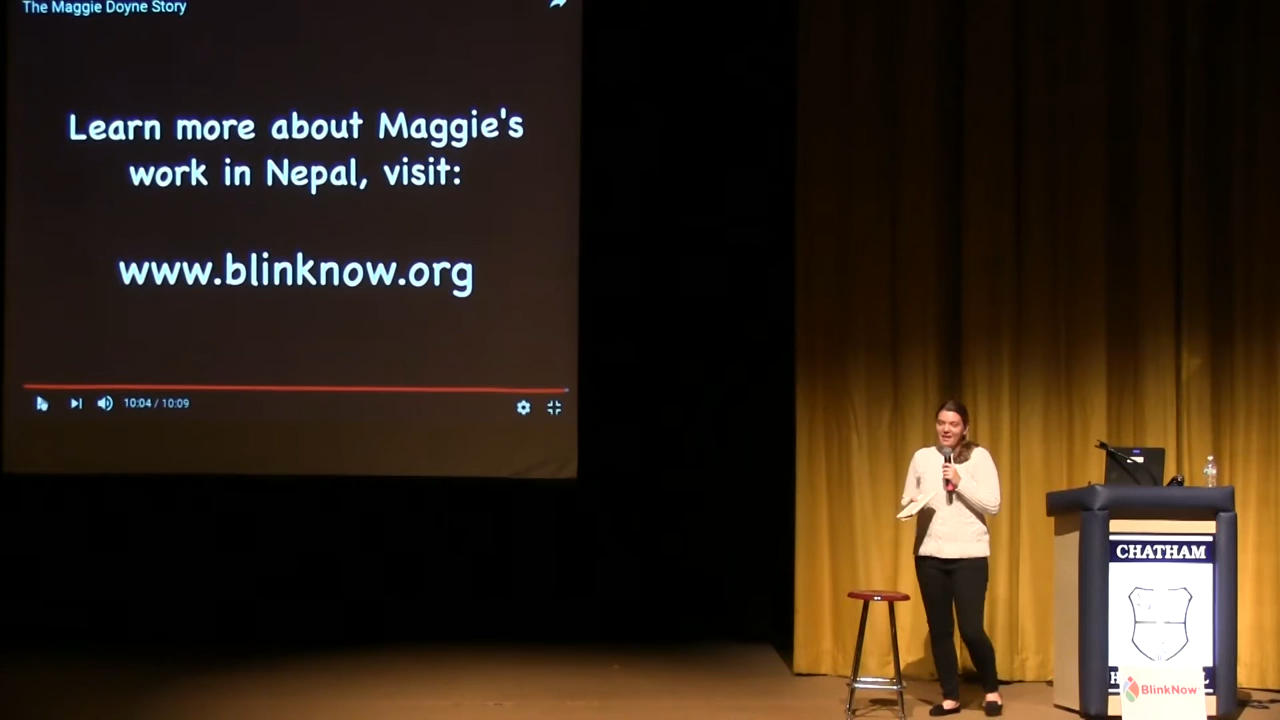 The Maggie Doyne Story
Learn more about Maggie's
work in Nepal, visit:
www.blinknow.org
10:04 / 10:09
CHATHAM
BlinkNow